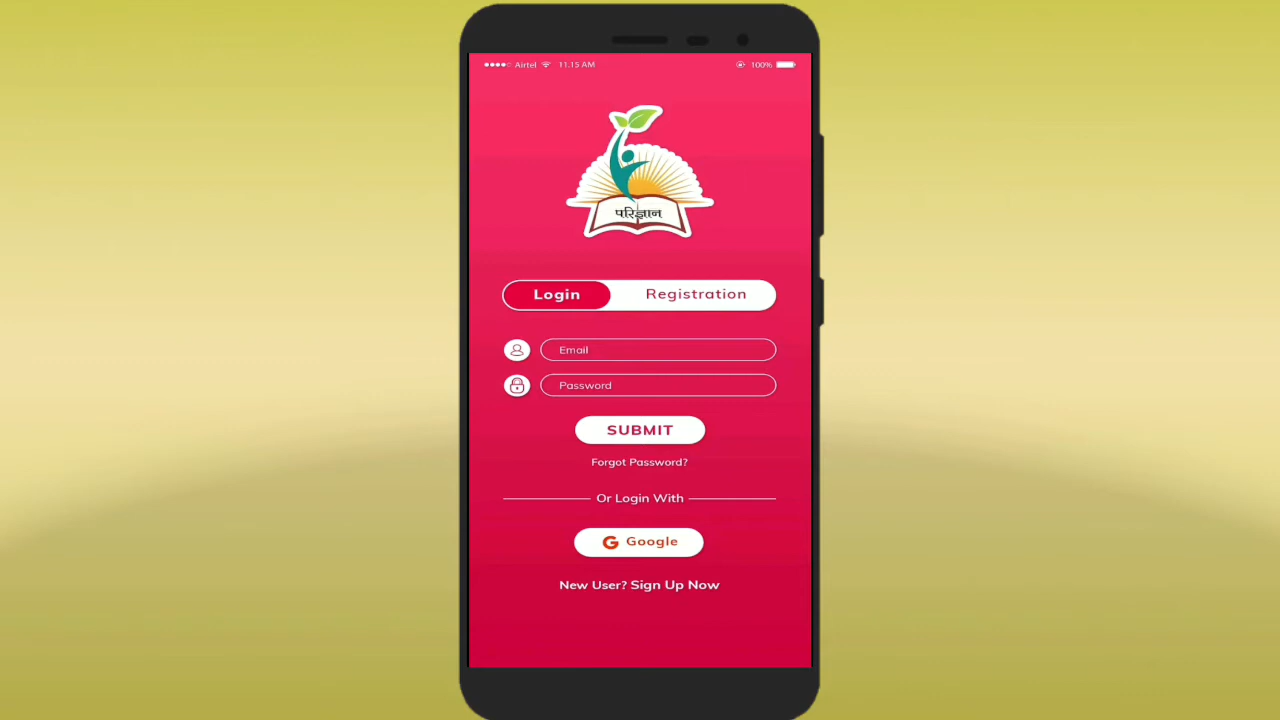 Airtel 11.15 AM 100%
परिज्ञान
Login Registration
Email
Password
SUBMIT
Forgot Password?
Or Login With
Google
New User? Sign Up Now